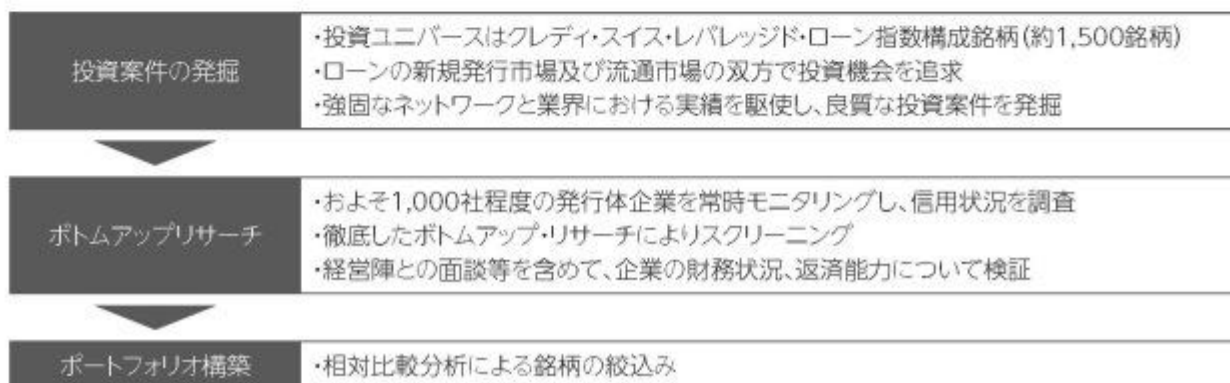 投資案件の発掘
・投資ユニバースはクレディ・スイス・レバレッジド・ローン指数構成銘柄(約1,500銘柄)
・ローンの新規発行市場及び流通市場の双方で投資機会を追求
・強固なネットワークと業界における実績を駆使し、良質な投資案件を発掘
ボトムアップリサーチ
・およそ1,000社程度の発行体企業を常時モニタリングし、信用状況を調査
・徹底したボトムアップ・リサーチによりスクリーニング
・経営陣との面談等を含めて、企業の財務状況、返済能力について検証
ポートフォリオ構築
・相対比較分析による銘柄の絞込み